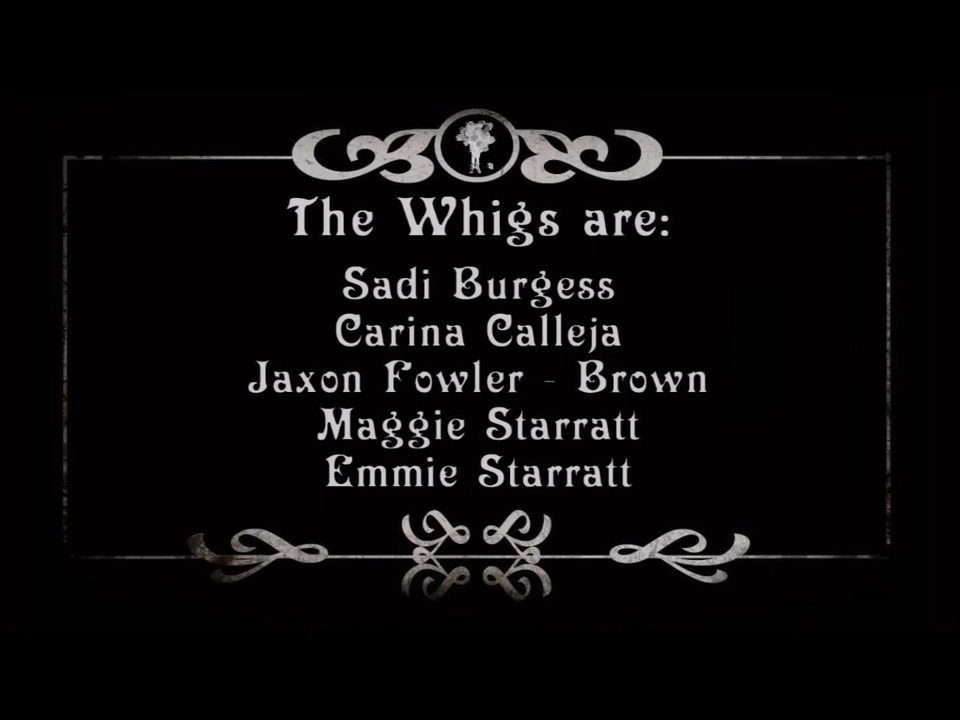 The Whigs are:
Sadi Burgess
Carina Calleja
Jaxon Fowler - Brown
Maggie Starratt
Emmie Starratt